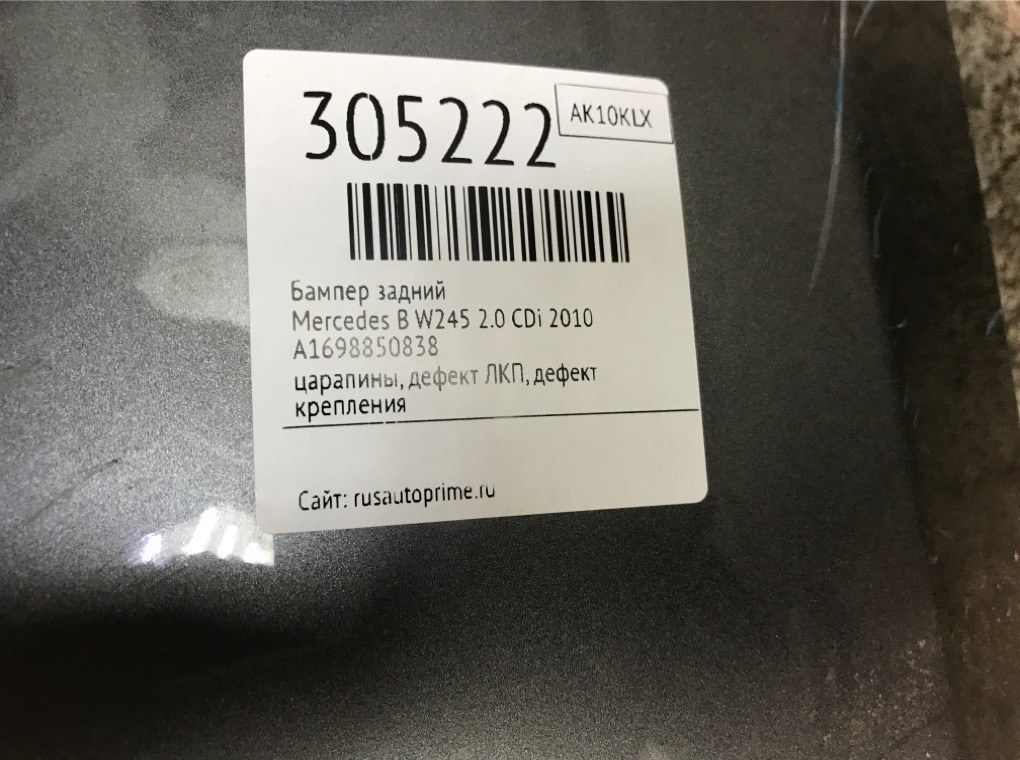 305222
AK10KLX
Бампер задний
Mercedes B W245 2.0 CDi 2010
A1698850838
царапины, дефект ЛКП, дефект
крепления
Сайт: rusautoprime.ru